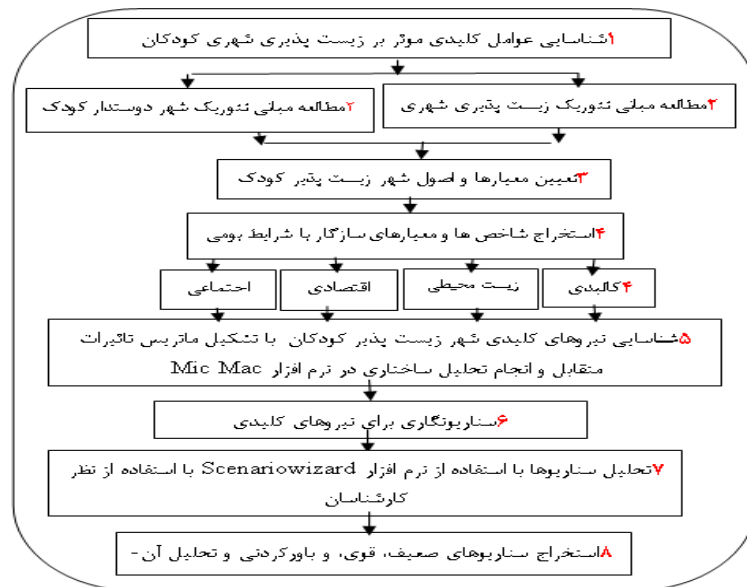 ۱شناسایی عوامل کلیدی موثر بر زیست پذیری شهری کودکان
۲مطالعه مبانی تئوریک زیست پذیری شهری
۲مطالعه مبانی تئوریک شهر دوستدار کودک
۳تعیین معیارها و اصول شهر زیست پذیر کودک
۴استخراج شاخص ها و معیارهای سازگار با شرایط بومی
۴کالبدی
زیست محیطی
اقتصادی
اجتماعی
۵شناسایی نیروهای کلیدی شهر زیست پذیر کودکان با تشکیل ماتریس تاثیرات
متقابل و انجام تحلیل ساختاری در نرم افزار Mic Mac
۶سناریونگاری برای نیروهای کلیدی
۷تحلیل سناریوها با استفاده از نرم افزار Scenariowizard با استفاده از نظر
کارشناسان
۸استخراج سناریوهای ضعیف، قوی، و باورکردنی و تحلیل آن-